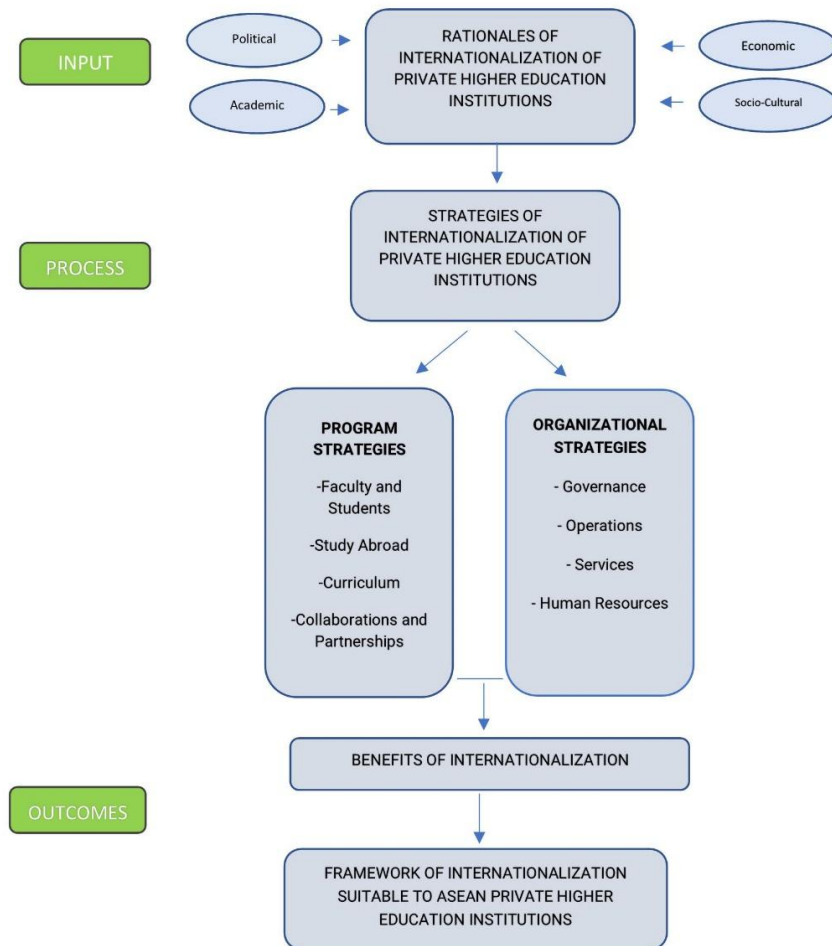 INPUT
Political
Academic
RATIONALES OF
INTERNATIONALIZATION OF
PRIVATE HIGHER EDUCATION
INSTITUTIONS
Economic
Socio-Cultural
PROCESS
STRATEGIES OF
INTERNATIONALIZATION OF
PRIVATE HIGHER EDUCATION
INSTITUTIONS
PROGRAM
STRATEGIES
-Faculty and
Students
-Study Abroad
-Curriculum
-Collaborations and
Partnerships
ORGANIZATIONAL
STRATEGIES
- Governance
- Operations
- Services
- Human Resources
OUTCOMES
BENEFITS OF INTERNATIONALIZATION
FRAMEWORK OF INTERNATIONALIZATION
SUITABLE TO ASEAN PRIVATE HIGHER
EDUCATION INSTITUTIONS